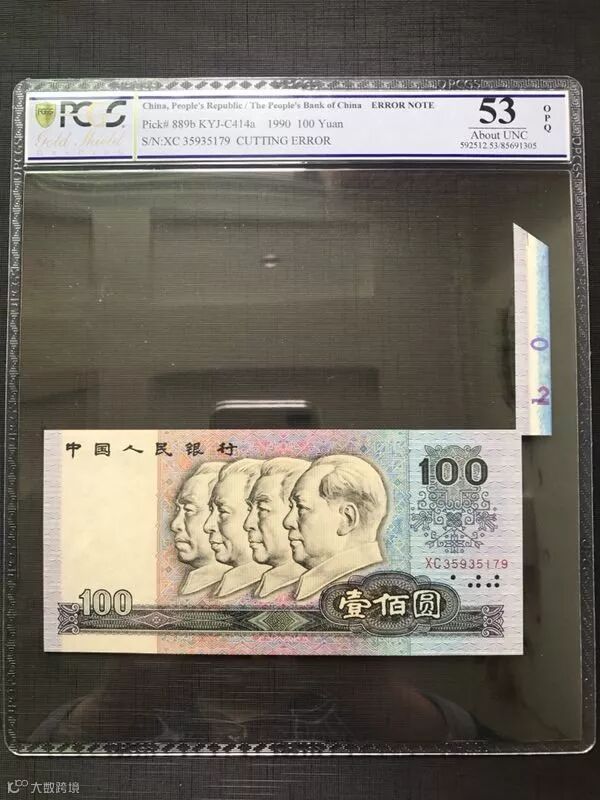 PCGS
Gold Shield
China, People's Republic / The People's Bank of China ERROR NOTE
Pick# 889b KYJ-C414a 1990 100 Yuan
S/N:XC 35935179 CUTTING ERROR
53
About UNC
592512.53/85691305
OPQ
02
中国人民银行
100
XC35935179
100
壹佰圆
大数跨境